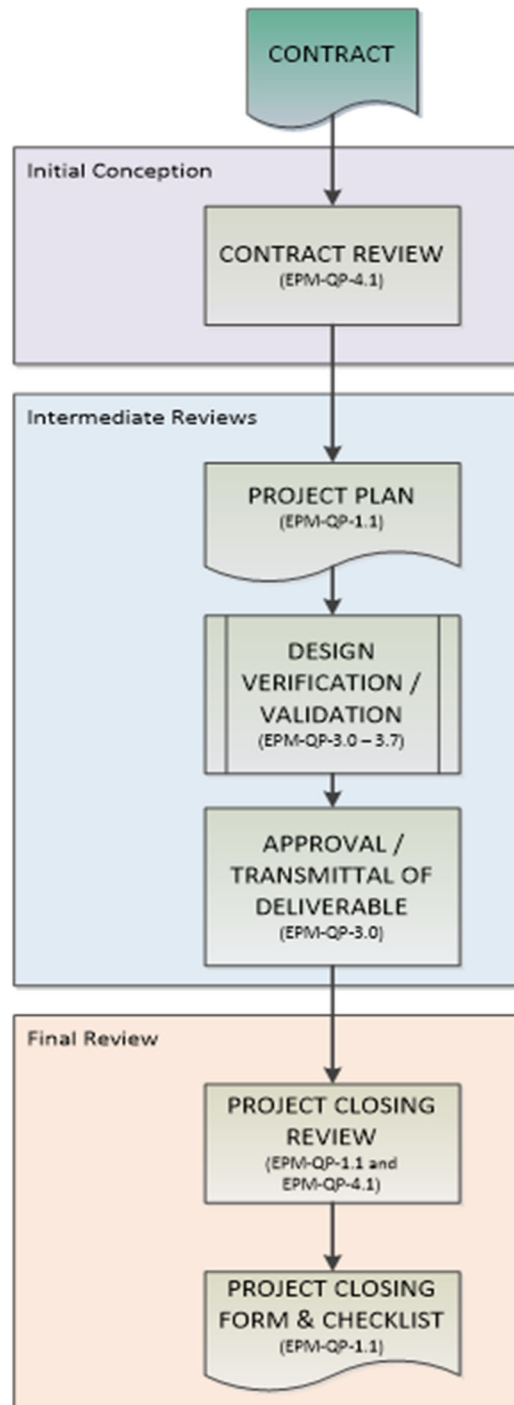 CONTRACT
Initial Conception
CONTRACT REVIEW
(EPM-QP-4.1)
Intermediate Reviews
PROJECT PLAN
(EPM-QP-1.1)
DESIGN
VERIFICATION /
VALIDATION
(EPM-QP-3.0 – 3.7)
APPROVAL /
TRANSMITTAL OF
DELIVERABLE
(EPM-QP-3.0)
Final Review
PROJECT CLOSING
REVIEW
(EPM-QP-1.1 and
EPM-QP-4.1)
PROJECT CLOSING
FORM & CHECKLIST
(EPM-QP-1.1)